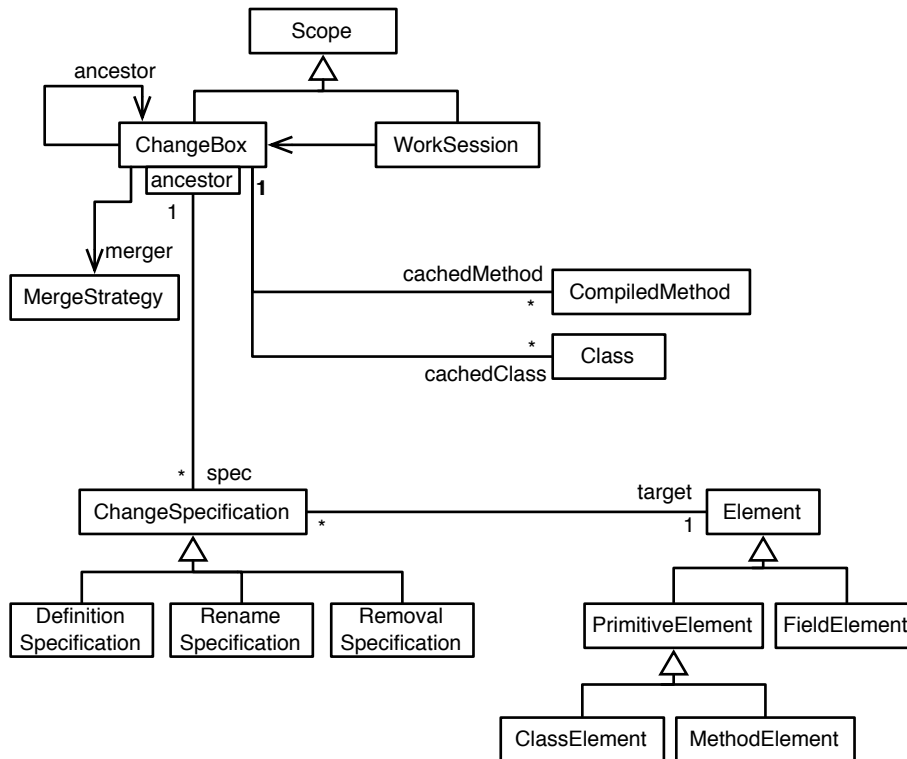 Scope
ancestor
ChangeBox
WorkSession
ancestor
1
1
merger
MergeStrategy
cachedMethod
*
CompiledMethod
*
Class
cachedClass
*
spec
ChangeSpecification
*
target
1
Element
Definition
Specification
Rename
Specification
Removal
Specification
PrimitiveElement
FieldElement
ClassElement
MethodElement